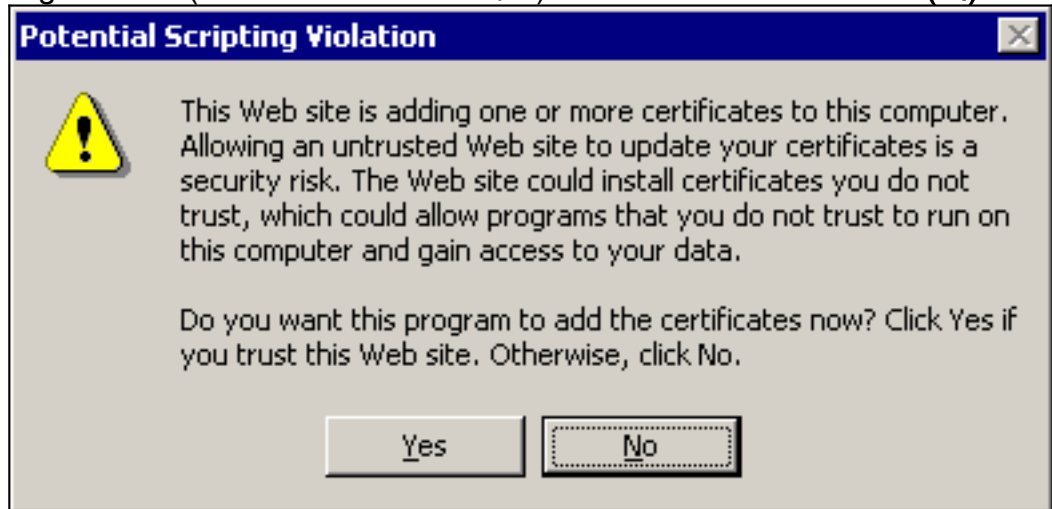 Potential Scripting Violation
This Web site is adding one or more certificates to this computer.
Allowing an untrusted Web site to update your certificates is a
security risk. The Web site could install certificates you do not
trust, which could allow programs that you do not trust to run on
this computer and gain access to your data.
Do you want this program to add the certificates now? Click Yes if
you trust this Web site. Otherwise, click No.
Yes
No